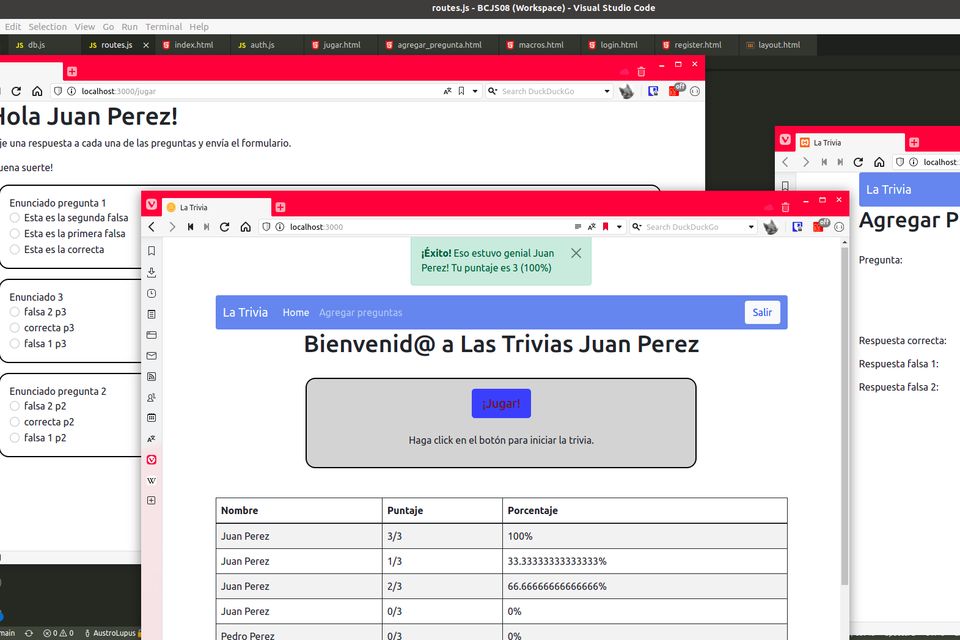 routes.js - BCJS08 (Workspace) - Visual Studio Code
Edit Selection View Go Run Terminal Help
JS db.js
JS routes.js
index.html
JS auth.js
jugar.html
agregar_pregunta.html
macros.html
login.html
register.html
layout.html
localhost:3000/jugar
Search DuckDuckGo
off
Hola Juan Perez!
je una respuesta a cada una de las preguntas y envía el formulario.
uena suerte!
Enunciado pregunta 1
Esta es la segunda falsa
Esta es la primera falsa
Esta es la correcta
Enunciado 3
falsa 2 p3
correcta p3
falsa 1 p3
Enunciado pregunta 2
falsa 2 p2
correcta p2
falsa 1 p2
La Trivia
localhost:3000
Search DuckDuckGo
off
¡Éxito! Eso estuvo genial Juan
Perez! Tu puntaje es 3 (100%)
La Trivia Home Agregar preguntas Salir
Bienvenid@ a Las Trivias Juan Perez
¡Jugar!
Haga click en el botón para iniciar la trivia.
Nombre Puntaje Porcentaje
Juan Perez 3/3 100%
Juan Perez 1/3 33.33333333333333%
Juan Perez 2/3 66.66666666666666%
Juan Perez 0/3 0%
Pedro Perez 0/3 0%
La Trivia
localhost:
La Trivia
Agregar P
Pregunta:
Respuesta correcta:
Respuesta falsa 1:
Respuesta falsa 2:
main 0 0 AustroLupus